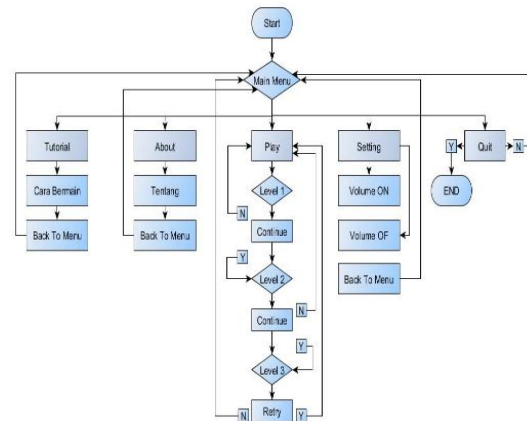 Start
Main Menu
Tutorial
About
Play
Setting
Y
Quit
N
Cara Bermain
Tentang
Level 1
Volume ON
END
N
Back To Menu
Back To Menu
Continue
Volume OF
Y
Level 2
Back To Menu
Continue
N
Y
Level 3
N
Retry
Y